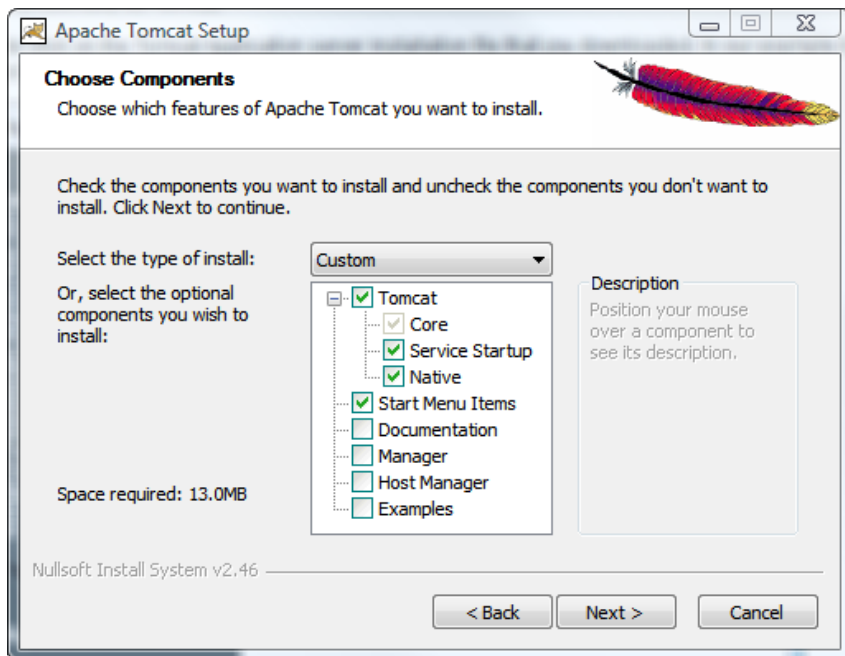 Apache Tomcat Setup
Choose Components
Choose which features of Apache Tomcat you want to install.
Check the components you want to install and uncheck the components you don't want to
install. Click Next to continue.
Select the type of install:
Custom
Or, select the optional
components you wish to
install:
Tomcat
Core
Service Startup
Native
Start Menu Items
Documentation
Manager
Host Manager
Examples
Description
Position your mouse
over a component to
see its description.
Space required: 13.0MB
Nullsoft Install System v2.46
< Back
Next >
Cancel